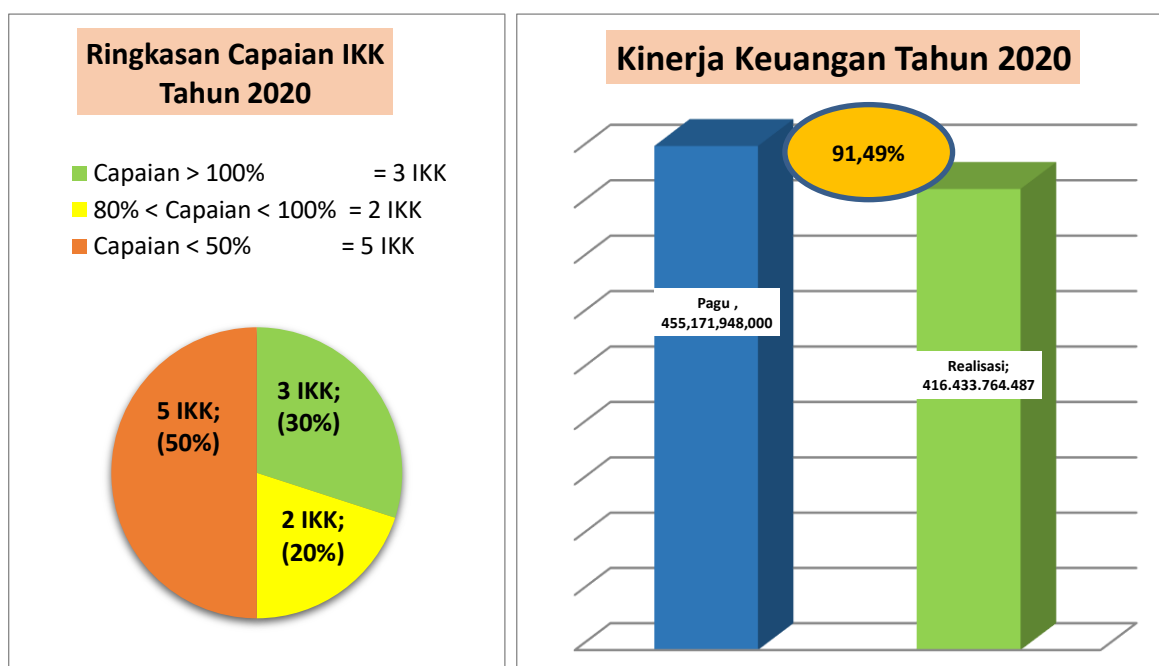 Ringkasan Capaian IKK
Tahun 2020
Capaian > 100% = 3 IKK
80% < Capaian < 100% = 2 IKK
Capaian < 50% = 5 IKK
3 IKK;
(30%)
5 IKK;
(50%)
2 IKK;
(20%)
Kinerja Keuangan Tahun 2020
91,49%
Pagu ,
455,171,948,000
Realisasi;
416.433.764.487